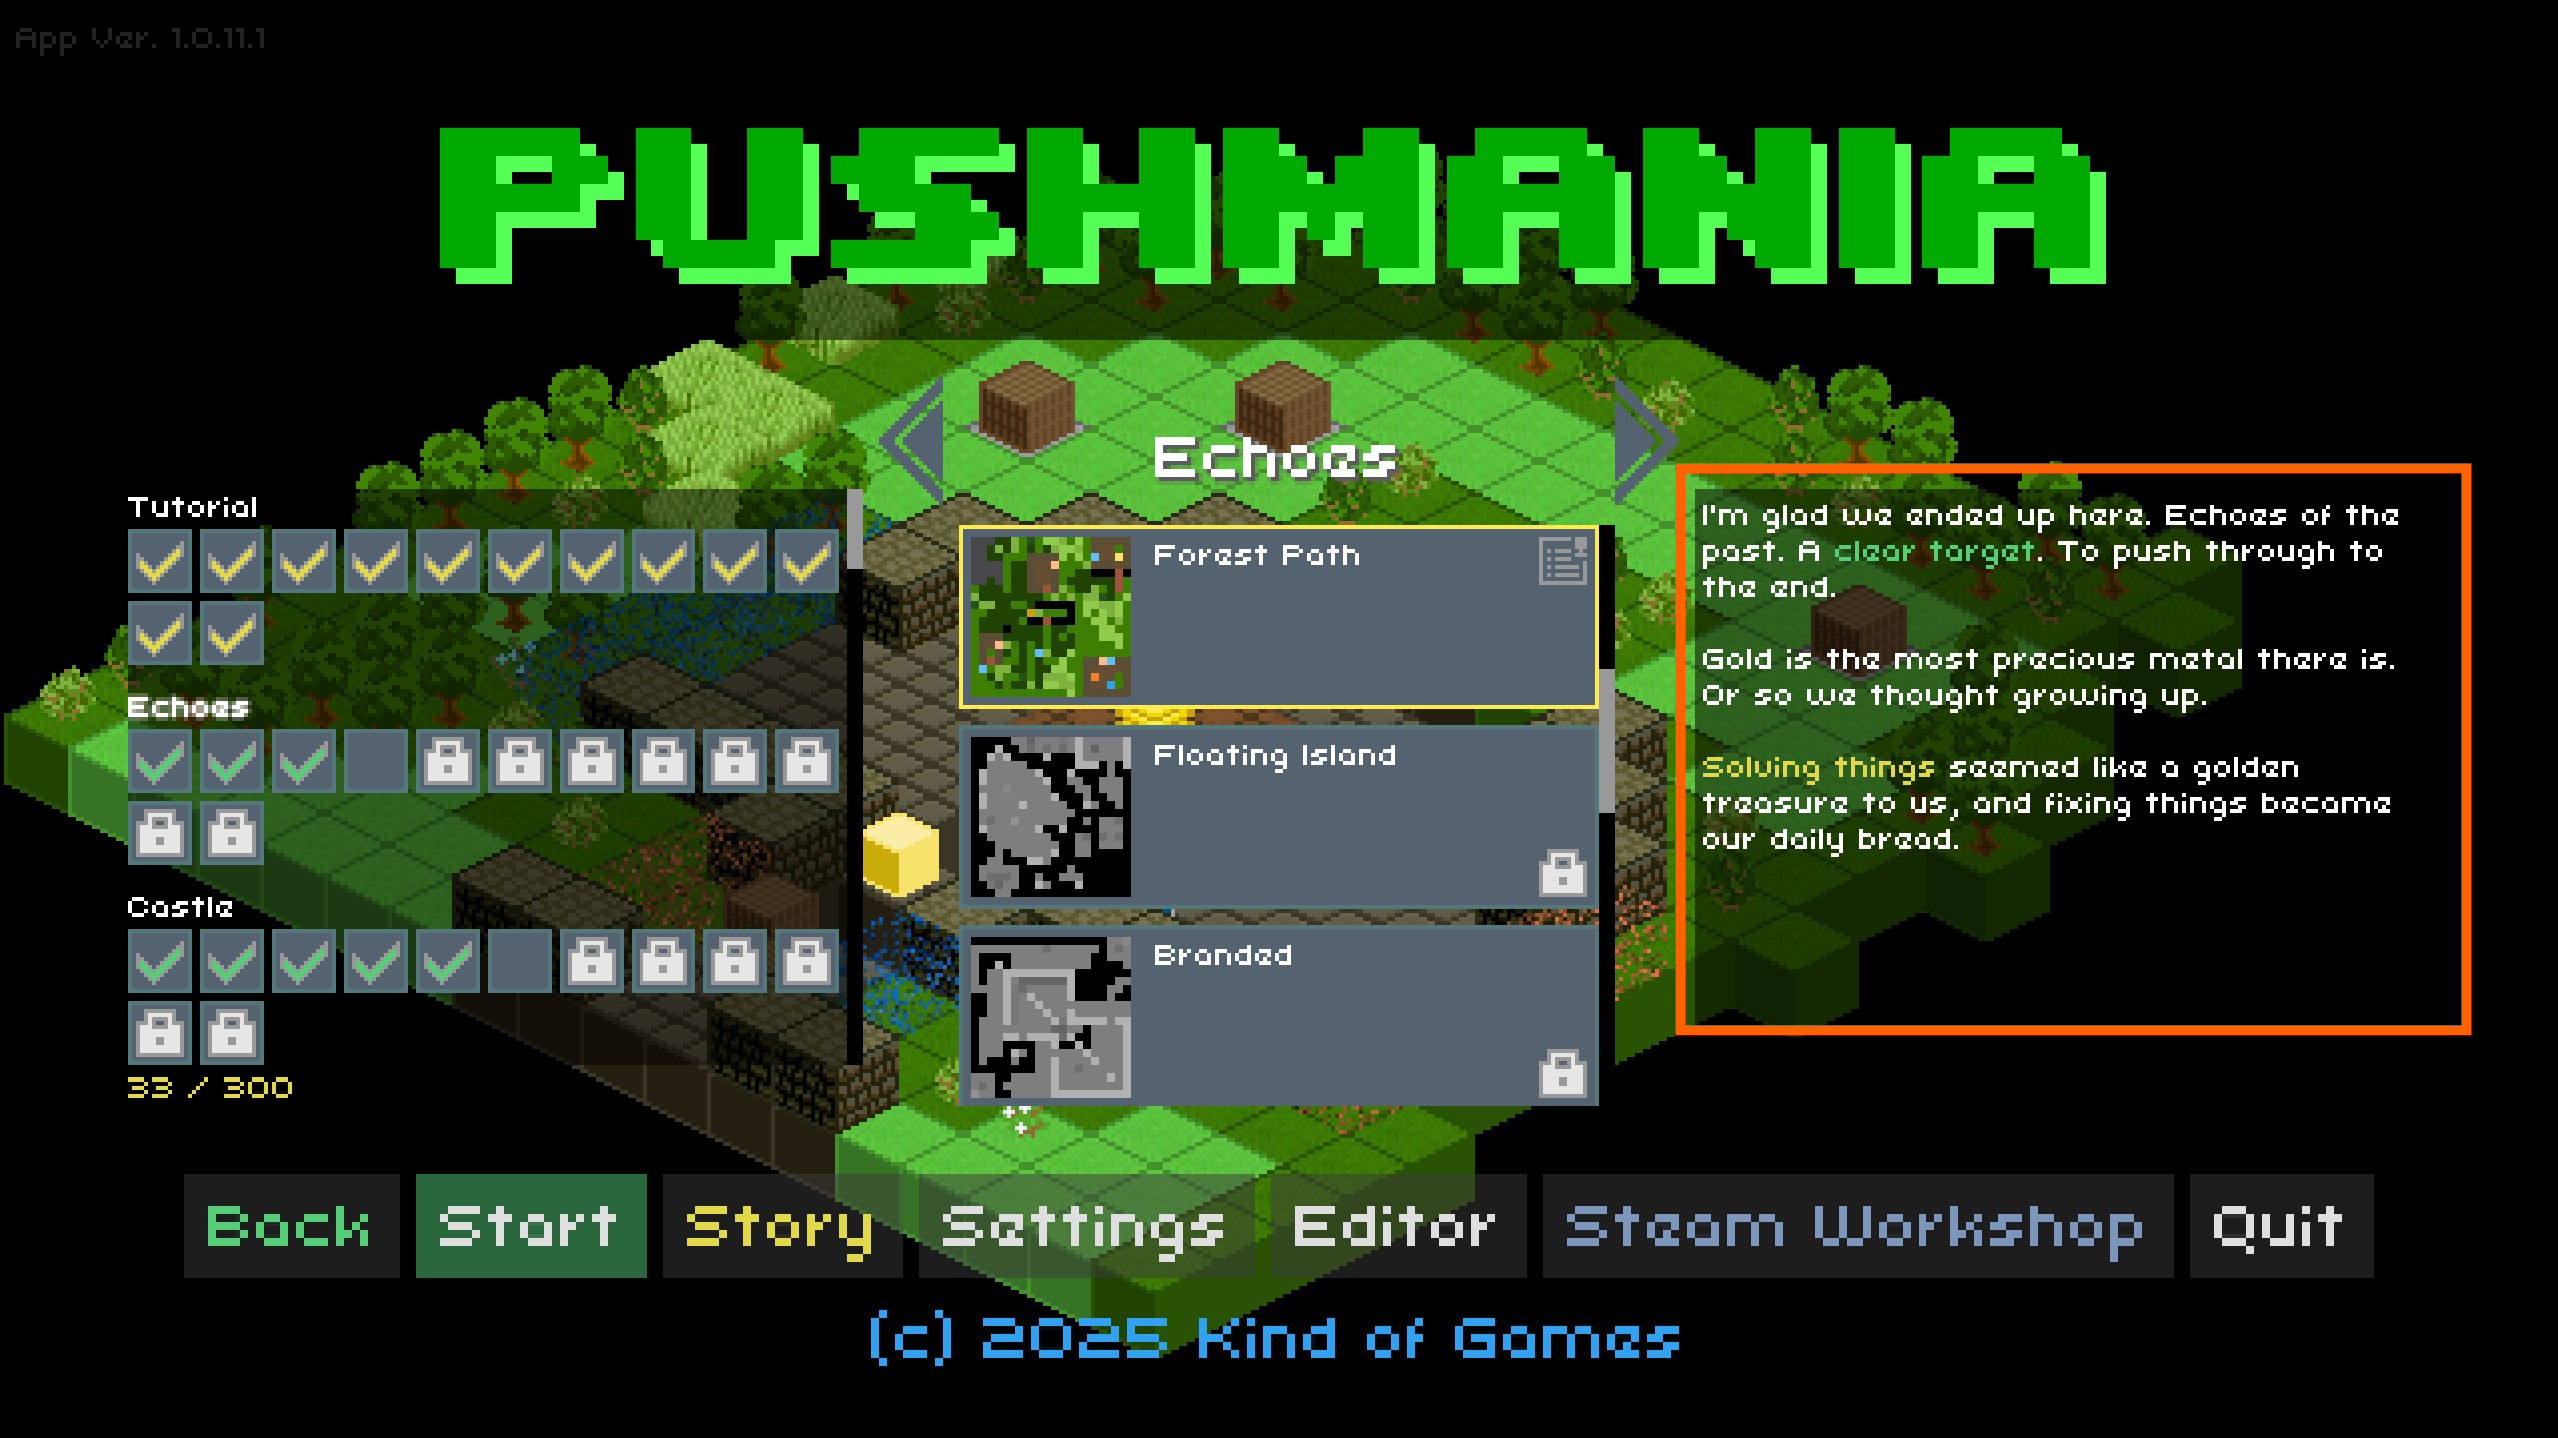 App Ver. 1.0.11.1
PUSHMANIA
Echoes
Tutorial
Echoes
Castle
33 / 300
Forest Path
Floating Island
Branded
I'm glad we ended up here. Echoes of the
past. A clear target. To push through to
the end.
Gold is the most precious metal there is.
Or so we thought growing up.
Solving things seemed like a golden
treasure to us, and fixing things became
our daily bread.
Back Start Story Settings Editor Steam Workshop Quit
(c) 2025 Kind of Games